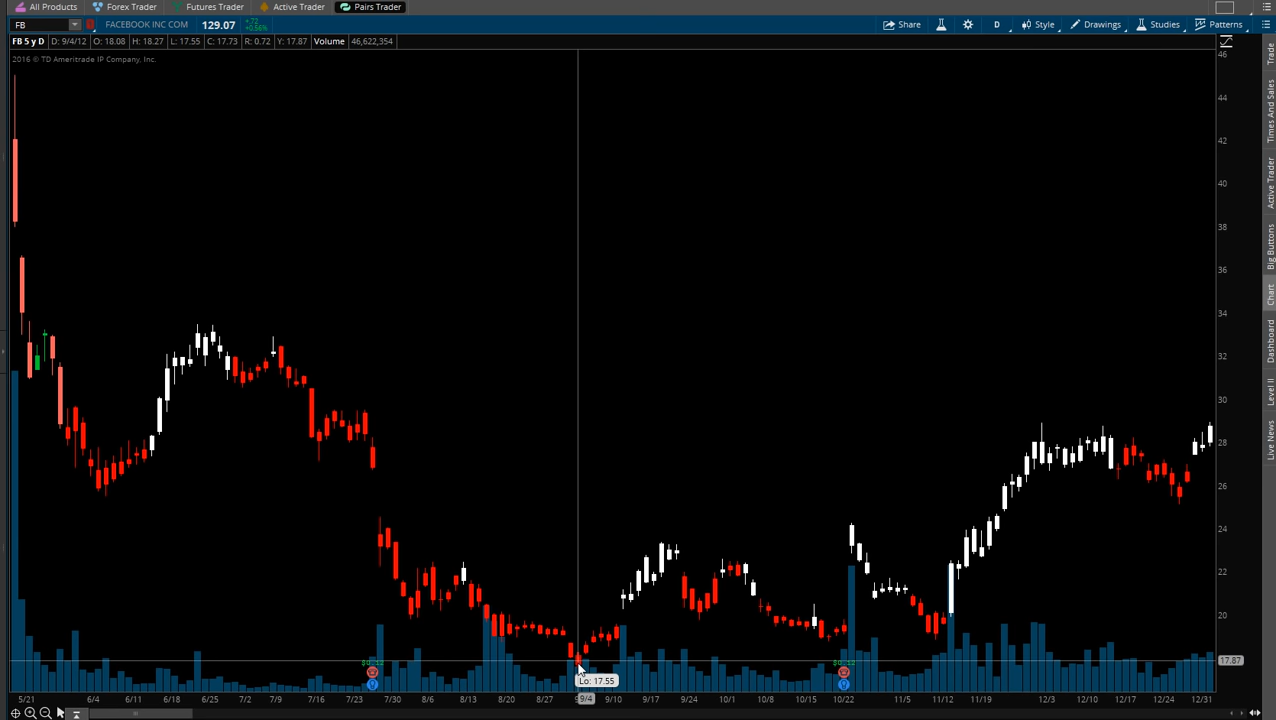 All Products Forex Trader Futures Trader Active Trader Pairs Trader
FB FACEBOOK INC COM 129.07 +.72 +0.56% Share D Style Drawings Studies Patterns
FB 5 y D D: 9/4/12 O: 18.08 H: 18.27 L: 17.55 C: 17.73 R: 0.72 Y: 17.87 Volume 46,622,354
2016 © TD Ameritrade IP Company, Inc.
46
44
42
40
38
36
34
32
30
28
26
24
22
20
17.87
Lo: 17.55
5/21 6/4 6/11 6/18 6/25 7/2 7/9 7/16 7/23 7/30 8/6 8/13 8/20 8/27 9/4 9/10 9/17 9/24 10/1 10/8 10/15 10/22 11/5 11/12 11/19 12/3 12/10 12/17 12/24 12/31
Trade
Times And Sales
Active Trader
Big Buttons
Chart
Dashboard
Level II
Live News